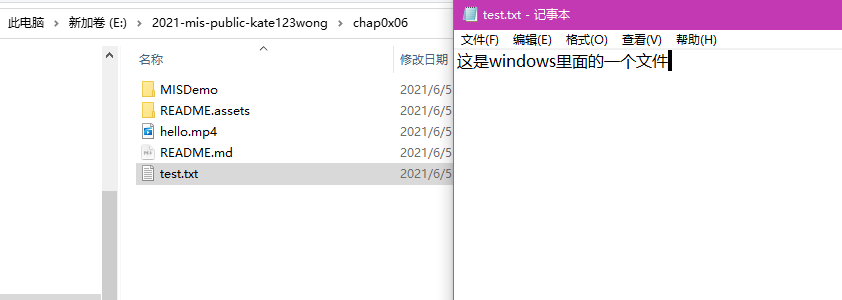 此电脑 > 新加卷 (E:) > 2021-mis-public-kate123wong > chap0x06
名称 修改日期
MISDemo 2021/6/5
README.assets 2021/6/5
hello.mp4 2021/6/5
README.md 2021/6/5
test.txt 2021/6/5
test.txt - 记事本
文件(F) 编辑(E) 格式(O) 查看(V) 帮助(H)
这是windows里面的一个文件